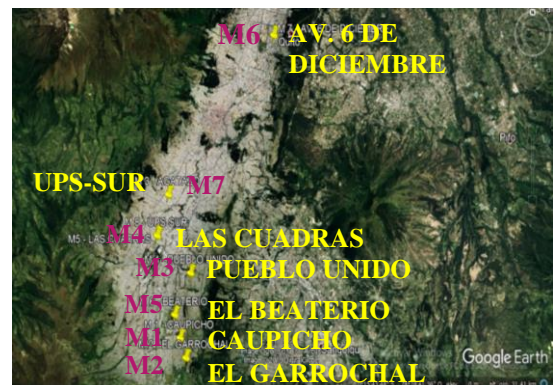 M6
AV. 6 DE
DICIEMBRE
UPS-SUR
M7
M4
LAS CUADRAS
M3
PUEBLO UNIDO
M5
EL BEATERIO
M1
CAUPICHO
M2
EL GARROCHAL
Pifo
Google Earth